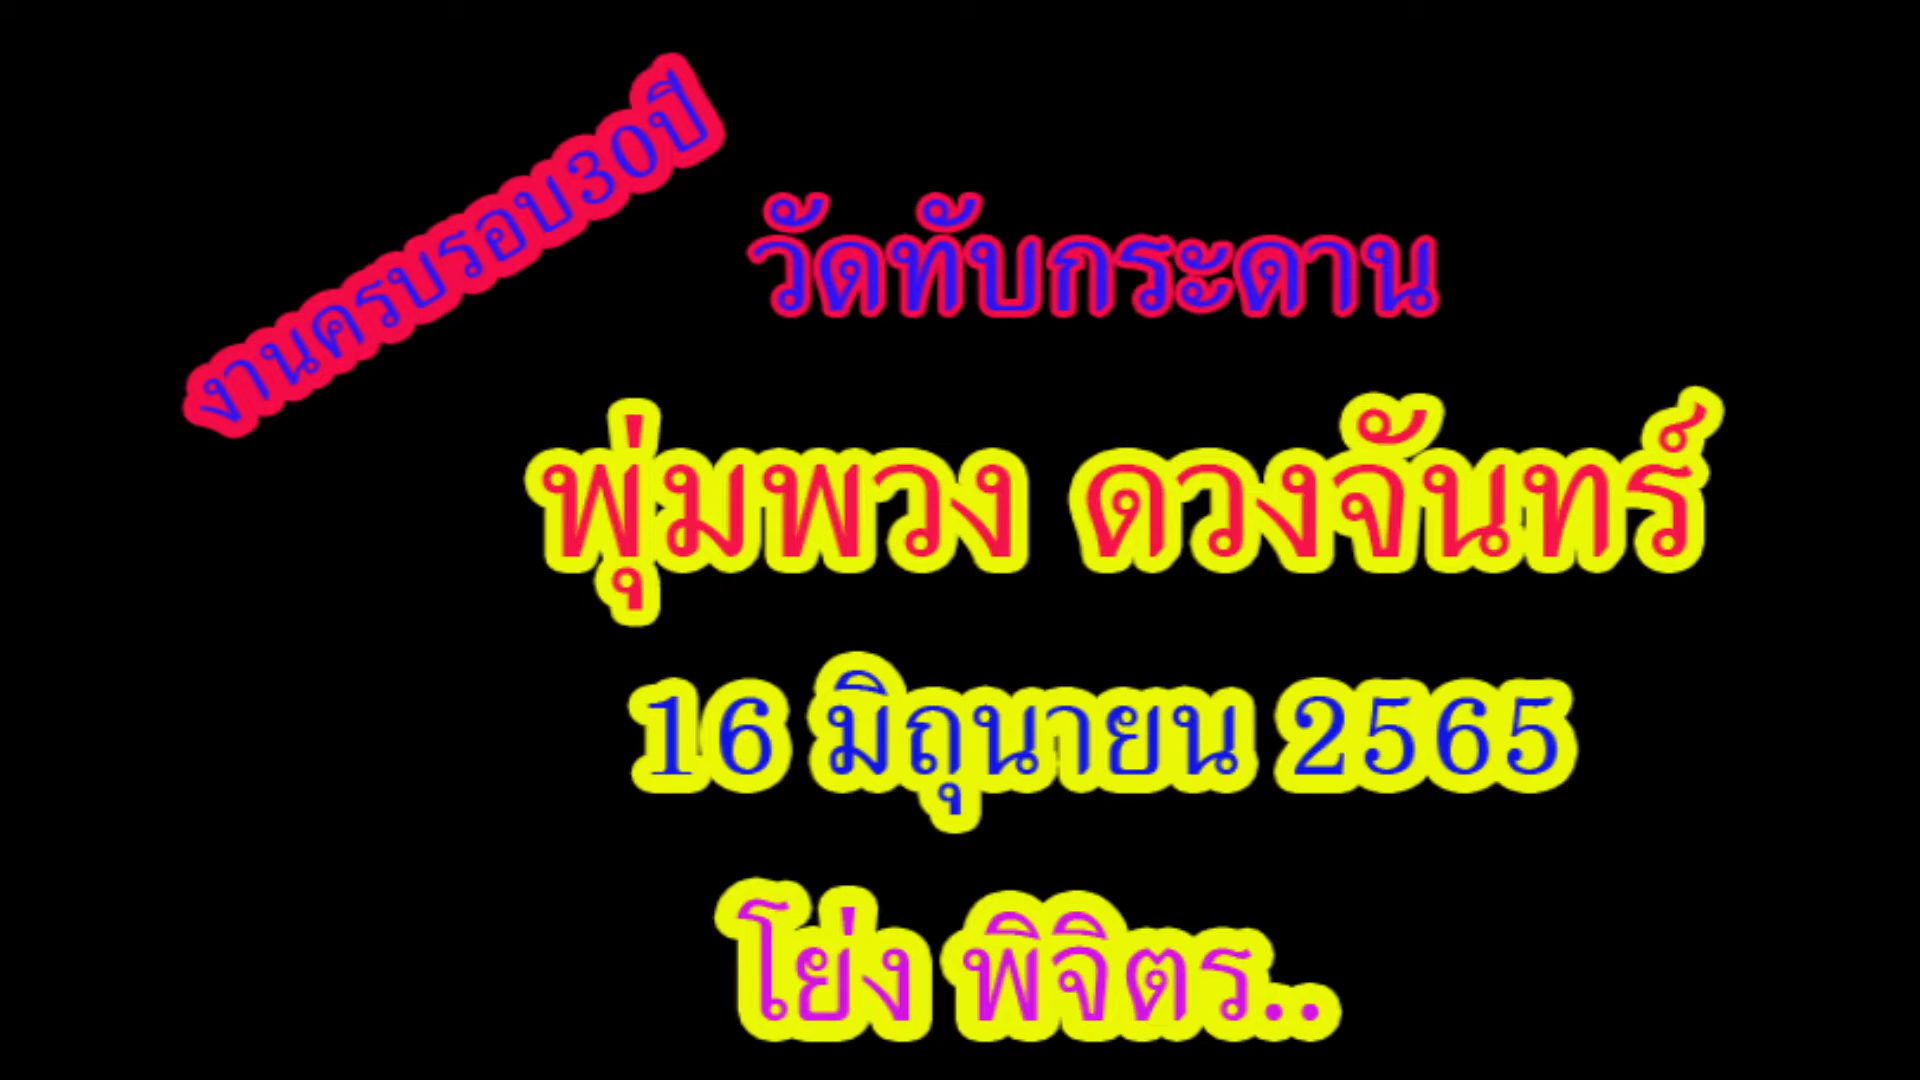 งานครบรอบ30ปี
วัดทับกระดาน
พุ่มพวง ดวงจันทร์
16 มิถุนายน 2565
โย่ง พิจิตร..